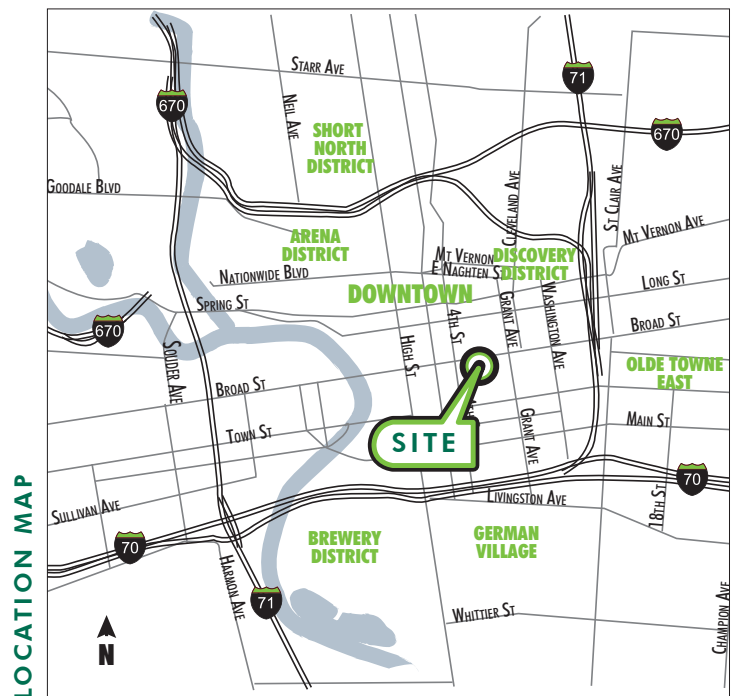 STARR AVE
71
NEIL AVE
670
SHORT
NORTH
DISTRICT
670
GOODALE BLVD
CLEVELAND AVE
ST CLAIR AVE
MT VERNON AVE
ARENA
DISTRICT
MT VERNON
E NAGHTEN ST
DISCOVERY
DISTRICT
NATIONWIDE BLVD
DOWNTOWN
LONG ST
SPRING ST
GRANT AVE
WASHINGTON AVE
670
HIGH ST
4TH ST
BROAD ST
SOUDER AVE
OLDE TOWNE
EAST
BROAD ST
TOWN ST
SITE
GRANT AVE
MAIN ST
70
SULLIVAN AVE
LIVINGSTON AVE
18TH ST
70
BREWERY
DISTRICT
GERMAN
VILLAGE
HARMON AVE
71
WHITTIER ST
CHAMPION AVE
N
LOCATION MAP